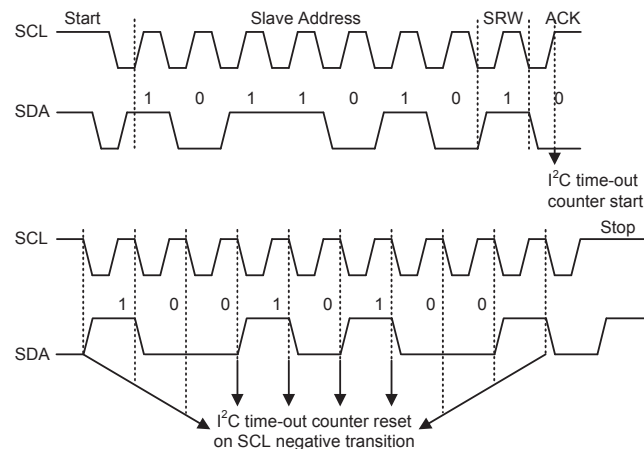 Start Slave Address SRW ACK
SCL
1 0 1 1 0 1 0 1 0
SDA
I²C time-out
counter start
Stop
SCL
1 0 0 1 0 1 0 0
SDA
I²C time-out counter reset
on SCL negative transition